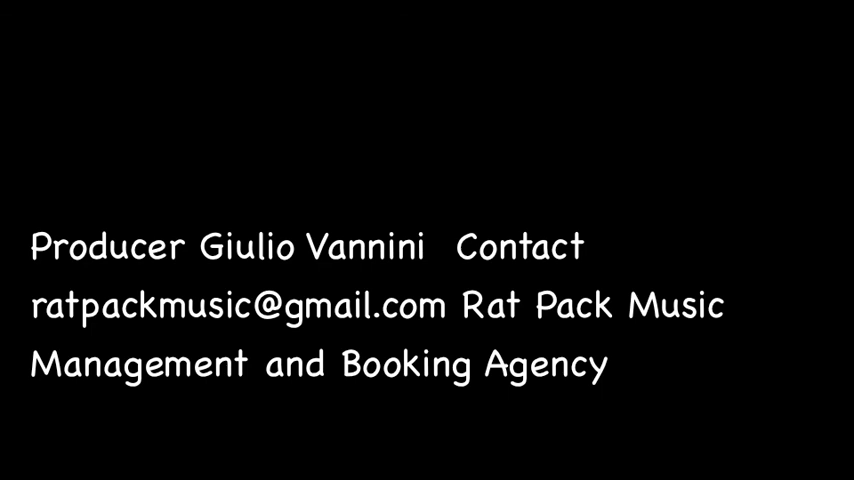 Producer Giulio Vannini  Contact
ratpackmusic@gmail.com Rat Pack Music
Management and Booking Agency